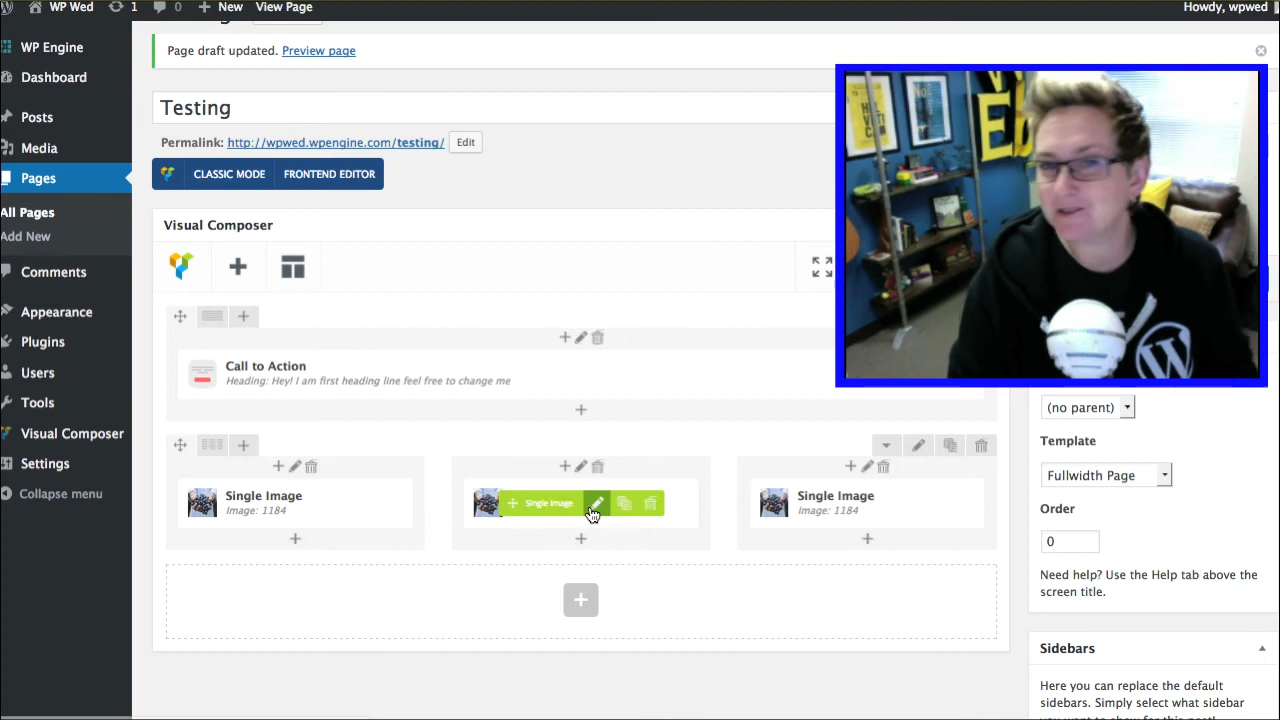 WP Wed 1 0 New View Page Howdy, wpwed
WP Engine
Dashboard
Posts
Media
Pages
All Pages
Add New
Comments
Appearance
Plugins
Users
Tools
Visual Composer
Settings
Collapse menu
Page draft updated. Preview page
Testing
Permalink: http://wpwed.wpengine.com/testing/ Edit
CLASSIC MODE FRONTEND EDITOR
Visual Composer
Call to Action
Heading: Hey! I am first heading line feel free to change me
Single Image
Image: 1184
Single Image
Single Image
Image: 1184
(no parent)
Template
Fullwidth Page
Order
0
Need help? Use the Help tab above the
screen title.
Sidebars
Here you can replace the default
sidebars. Simply select what sidebar